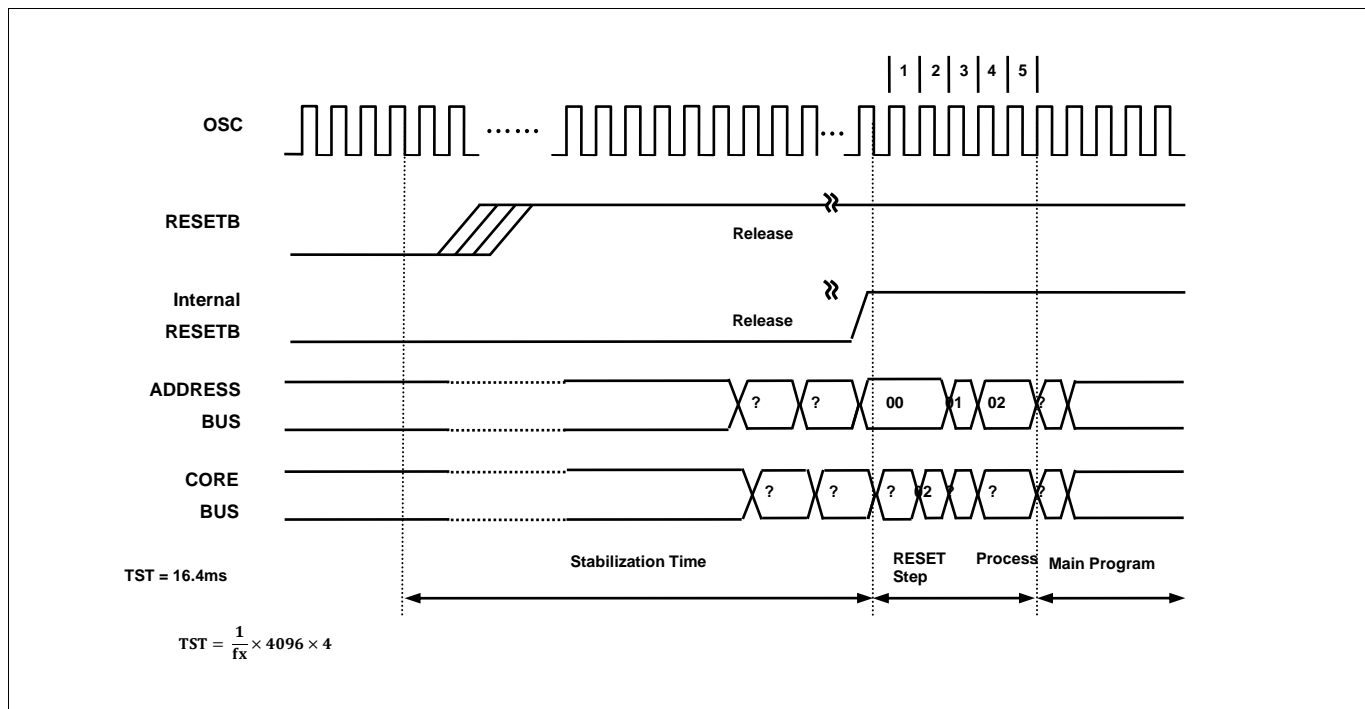 1 2 3 4 5
OSC
......
...
RESETB
Release
Internal
RESETB
Release
ADDRESS
BUS
? ? 00 01 02 ?
CORE
BUS
? ? ? 02 ? ? ?
TST = 16.4ms
Stabilization Time
RESET Process
Step
Main Program
TST = 1/fx × 4096 × 4